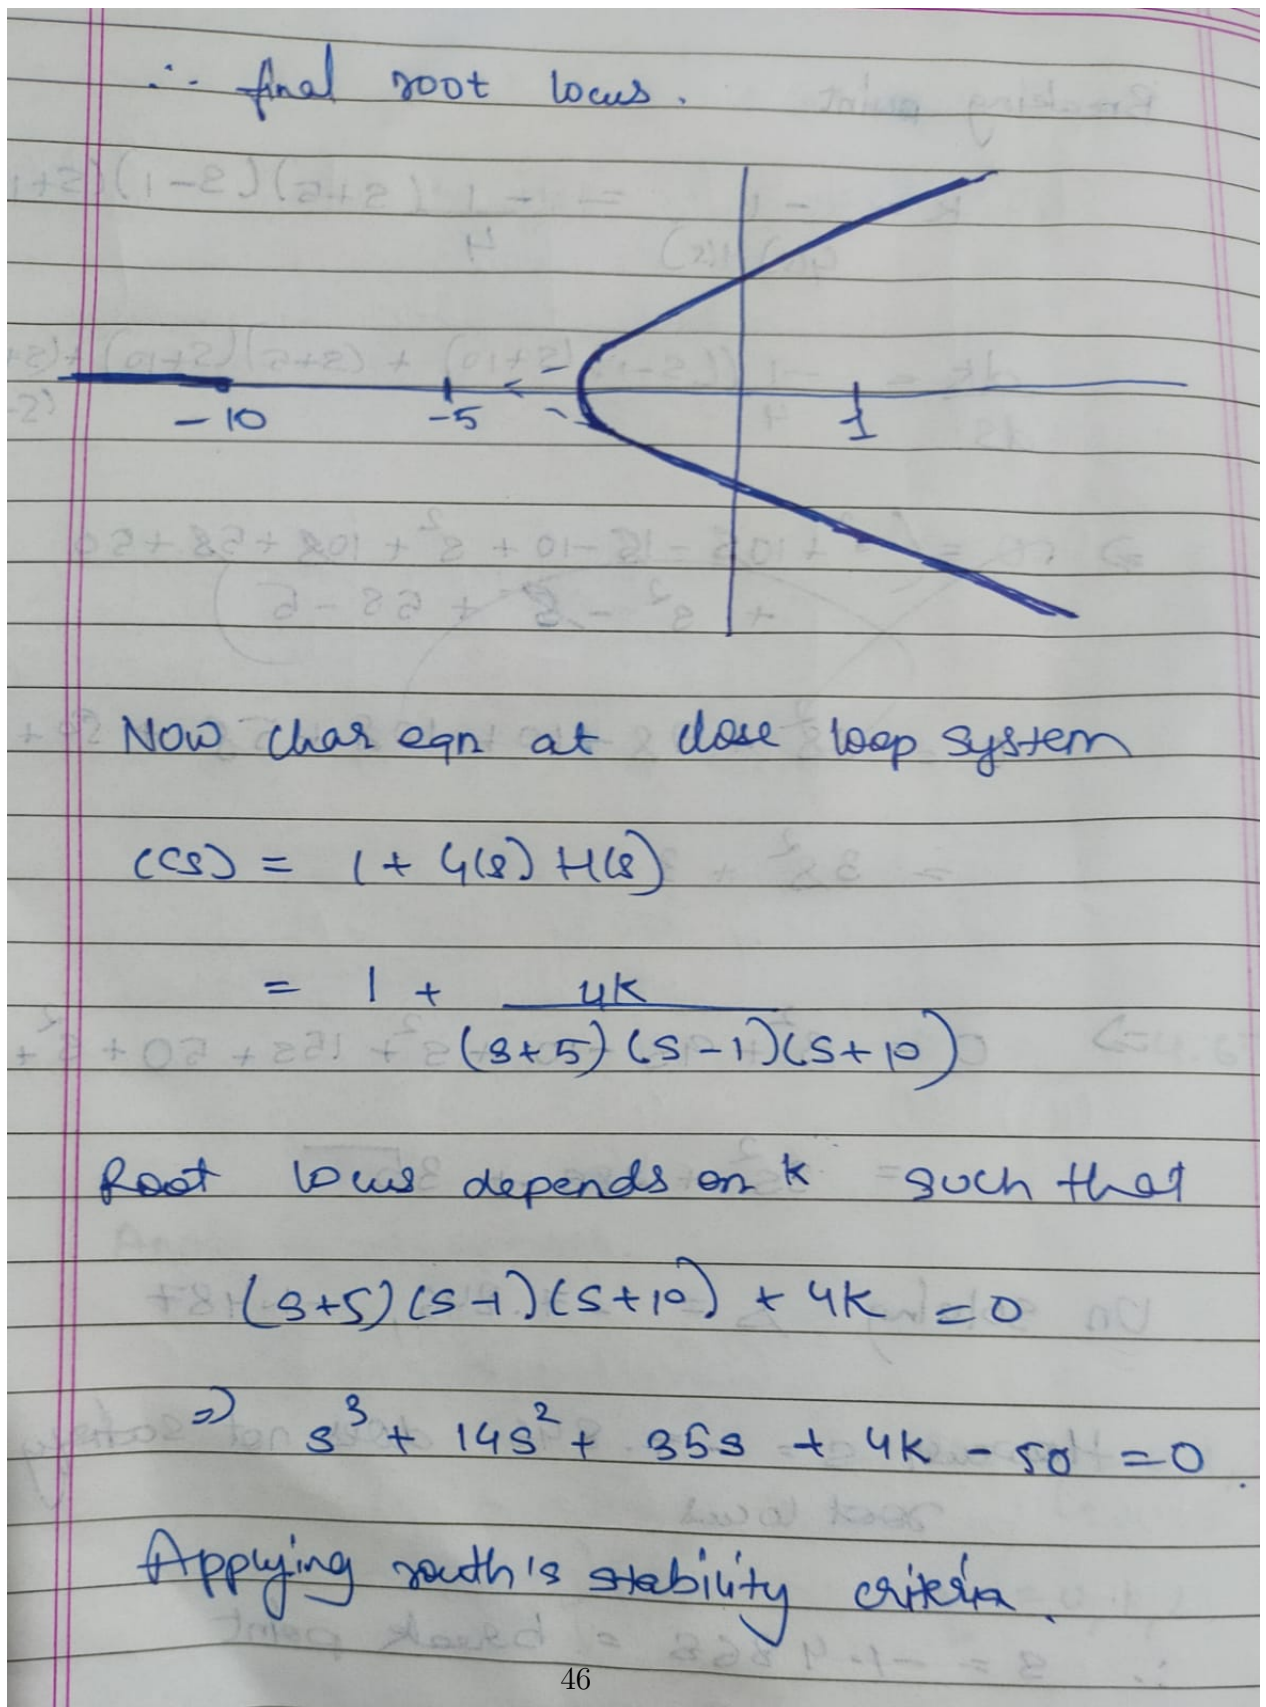 ∴ final root locus.
-10 -5 1
Now char eqn at close loop system
C(s) = 1 + G(s) H(s)
= 1 + 4K / (s+5)(s-1)(s+10)
Root locus depends on k such that
(s+5)(s-1)(s+10) + 4K = 0
⇒ s³ + 14s² + 35s + 4K - 50 = 0.
Applying routh's stability criteria.
46